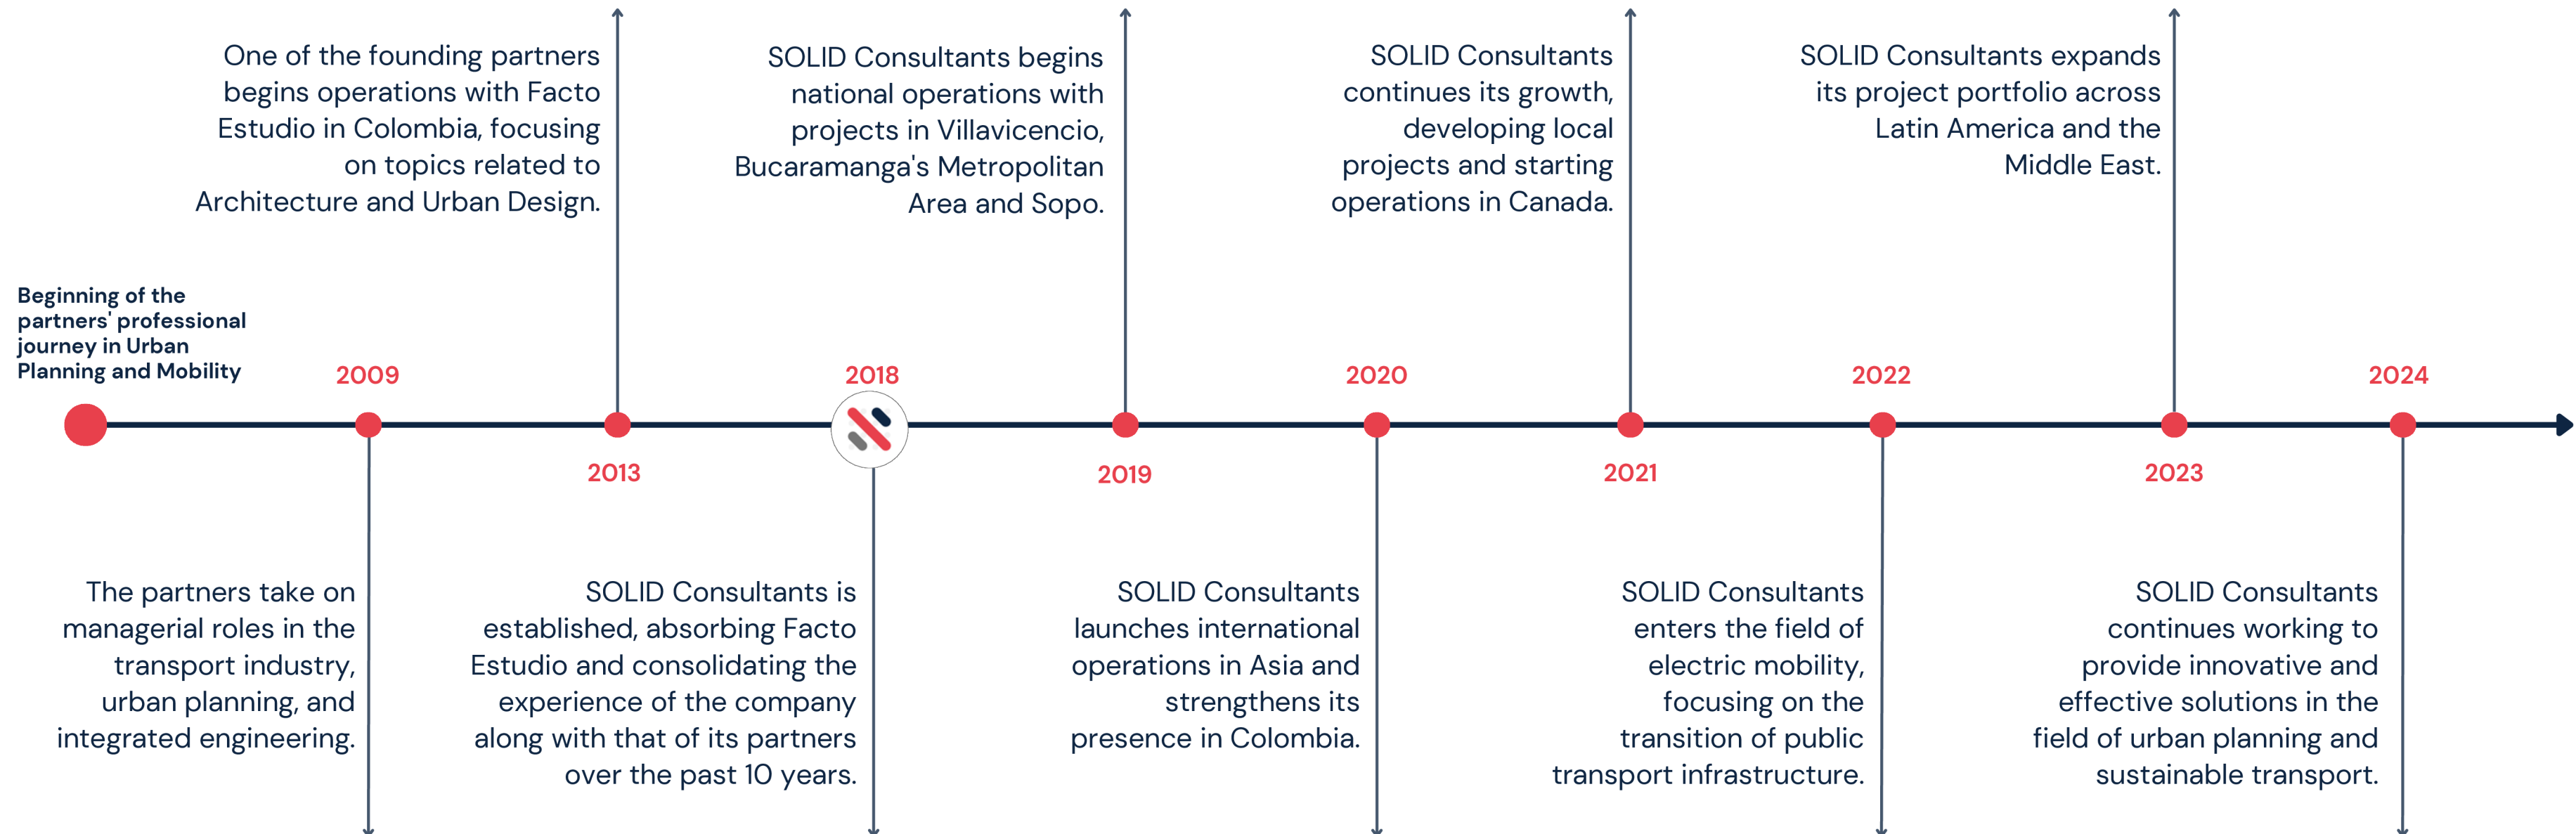 One of the founding partners
begins operations with Facto
Estudio in Colombia, focusing
on topics related to
Architecture and Urban Design.
SOLID Consultants begins
national operations with
projects in Villavicencio,
Bucaramanga's Metropolitan
Area and Sopo.
SOLID Consultants
continues its growth,
developing local
projects and starting
operations in Canada.
SOLID Consultants expands
its project portfolio across
Latin America and the
Middle East.
Beginning of the
partners' professional
journey in Urban
Planning and Mobility
2009
2018
2020
2022
2024
2013
2019
2021
2023
The partners take on
managerial roles in the
transport industry,
urban planning, and
integrated engineering.
SOLID Consultants is
established, absorbing Facto
Estudio and consolidating the
experience of the company
along with that of its partners
over the past 10 years.
SOLID Consultants
launches international
operations in Asia and
strengthens its
presence in Colombia.
SOLID Consultants
enters the field of
electric mobility,
focusing on the
transition of public
transport infrastructure.
SOLID Consultants
continues working to
provide innovative and
effective solutions in the
field of urban planning and
sustainable transport.